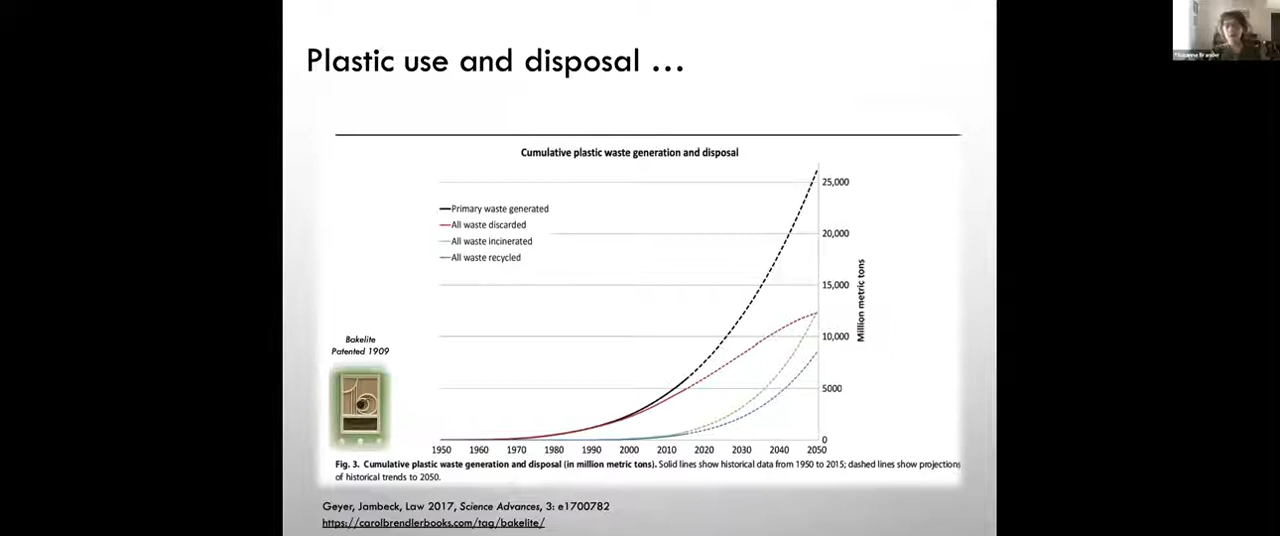 Plastic use and disposal ...
Cumulative plastic waste generation and disposal
25,000
Primary waste generated
All waste discarded
20,000
All waste incinerated
All waste recycled
15,000
Million metric tons
10,000
Bakelite
Patented 1909
5000
0
1950 1960 1970 1980 1990 2000 2010 2020 2030 2040 2050
Fig. 3. Cumulative plastic waste generation and disposal (in million metric tons). Solid lines show historical data from 1950 to 2015; dashed lines show projections
of historical trends to 2050.
Geyer, Jambeck, Law 2017, Science Advances, 3: e1700782
https://carolbrendlerbooks.com/tag/bakelite/